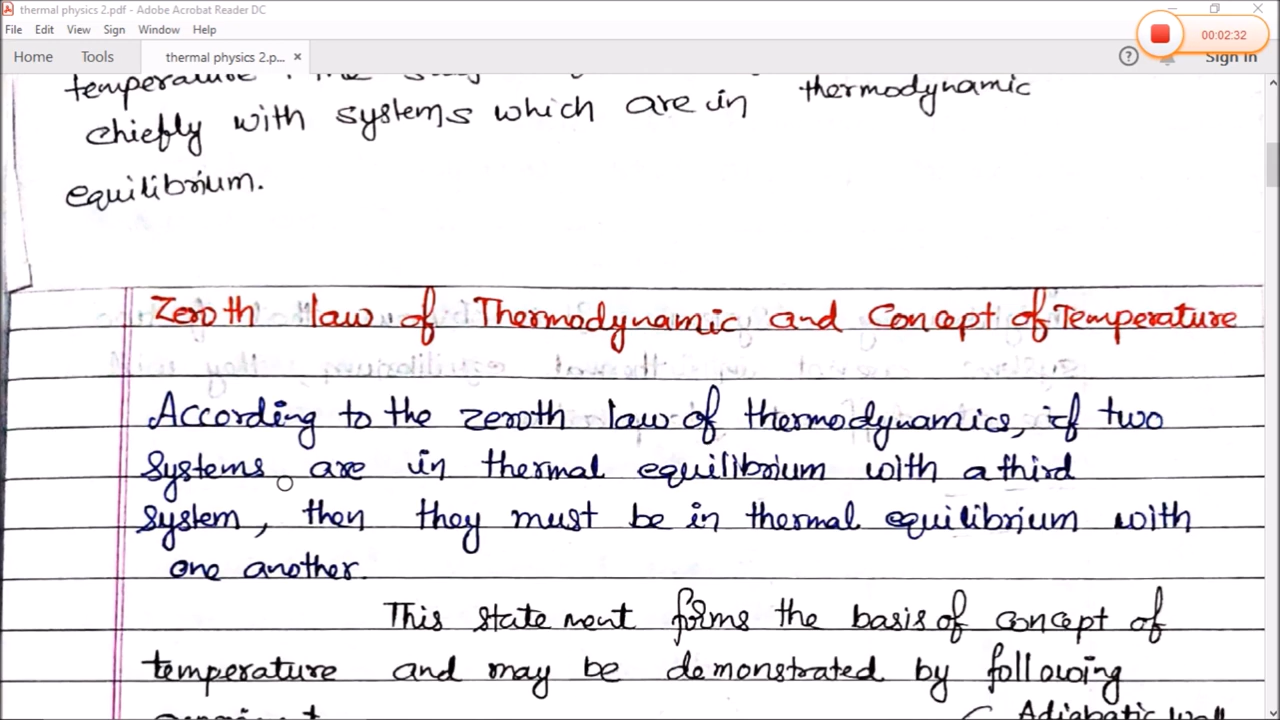 thermal physics 2.pdf - Adobe Acrobat Reader DC
File Edit View Sign Window Help
00:02:32
Home Tools thermal physics 2.p... × ? Sign In
temperature. The
chiefly with systems which are in thermodynamic
equilibrium.
Zeroth law of Thermodynamic and Concept of Temperature
According to the zeroth law of thermodynamics, if two
systems are in thermal equilibrium with a third
system, then they must be in thermal equilibrium with
one another.
This statement forms the basis of concept of
temperature and may be demonstrated by following
Adiabatic wall